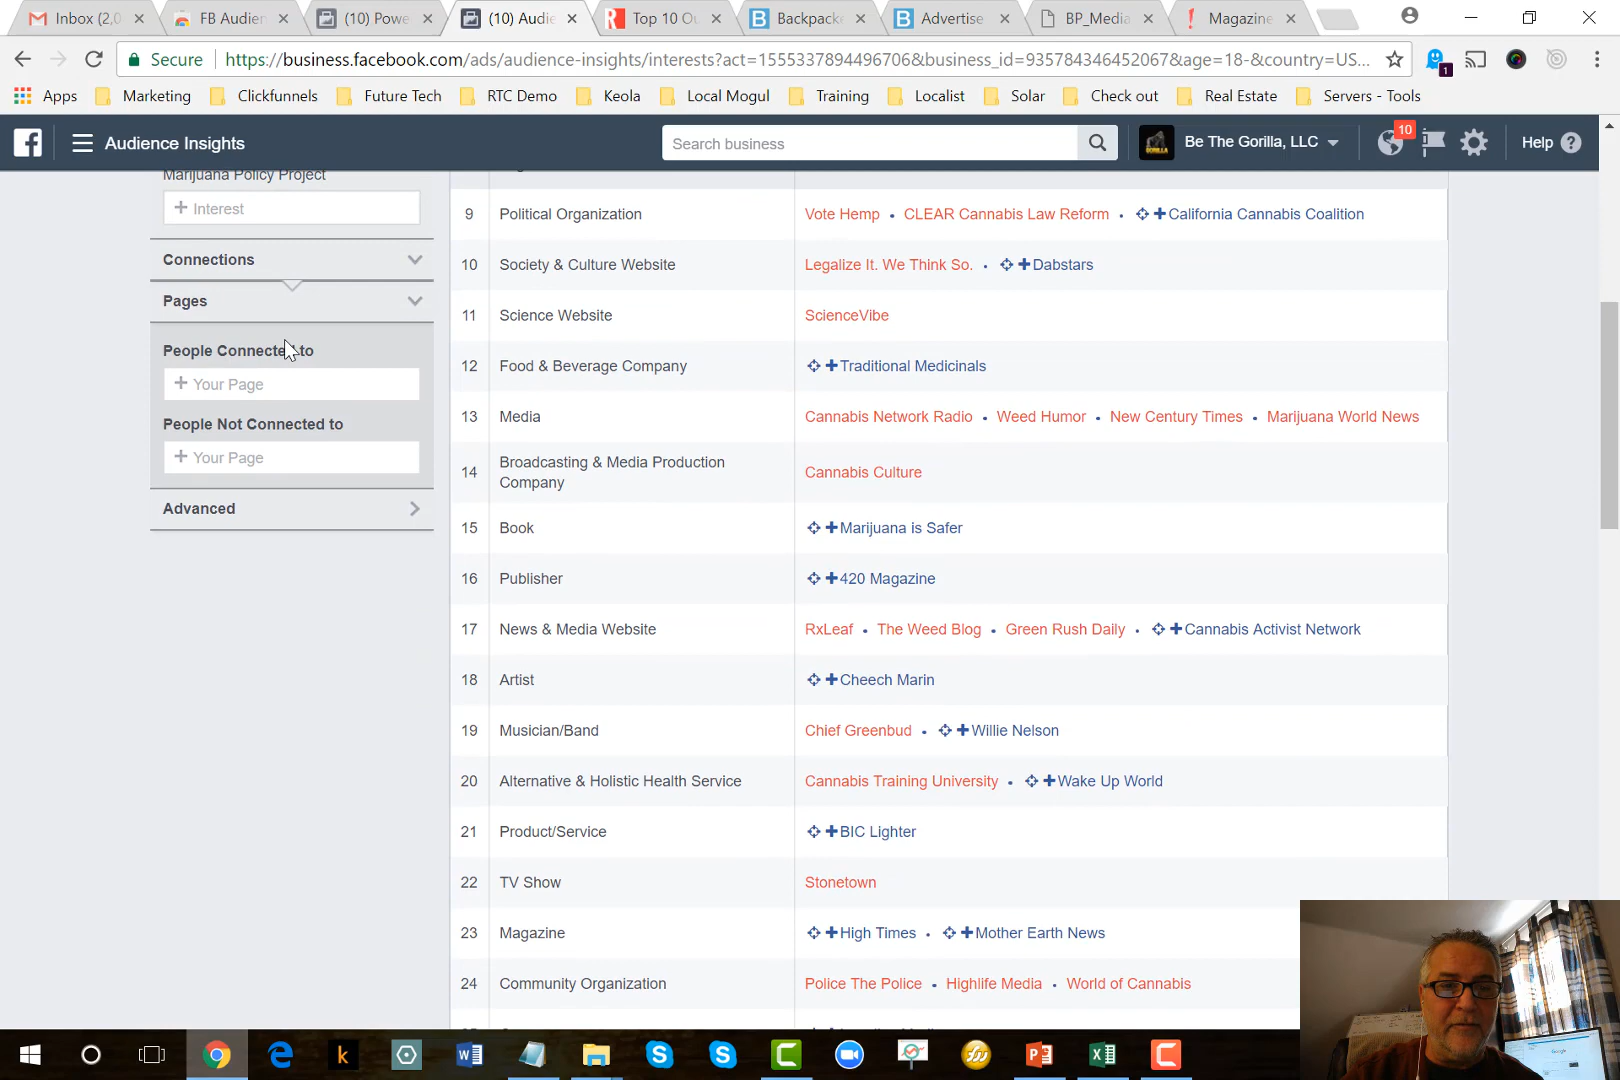 Inbox (2,0
FB Audien
(10) Powe
(10) Audie
Top 10 Ou
Backpacke
Advertise
BP_Media
Magazine
Secure
https://business.facebook.com/ads/audience-insights/interests?act=1555337894496706&business_id=935784346452067&age=18-&country=US...
1
Apps
Marketing
Clickfunnels
Future Tech
RTC Demo
Keola
Local Mogul
Training
Localist
Solar
Check out
Real Estate
Servers - Tools
Audience Insights
Search business
Be The Gorilla, LLC
10
Help
Marijuana Policy Project
+ Interest
Connections
Pages
People Connected to
+ Your Page
People Not Connected to
+ Your Page
Advanced
9 Political Organization Vote Hemp • CLEAR Cannabis Law Reform • +California Cannabis Coalition
10 Society & Culture Website Legalize It. We Think So. • +Dabstars
11 Science Website ScienceVibe
12 Food & Beverage Company +Traditional Medicinals
13 Media Cannabis Network Radio • Weed Humor • New Century Times • Marijuana World News
14 Broadcasting & Media Production Company Cannabis Culture
15 Book +Marijuana is Safer
16 Publisher +420 Magazine
17 News & Media Website RxLeaf • The Weed Blog • Green Rush Daily • +Cannabis Activist Network
18 Artist +Cheech Marin
19 Musician/Band Chief Greenbud • +Willie Nelson
20 Alternative & Holistic Health Service Cannabis Training University • +Wake Up World
21 Product/Service +BIC Lighter
22 TV Show Stonetown
23 Magazine +High Times • +Mother Earth News
24 Community Organization Police The Police • Highlife Media • World of Cannabis